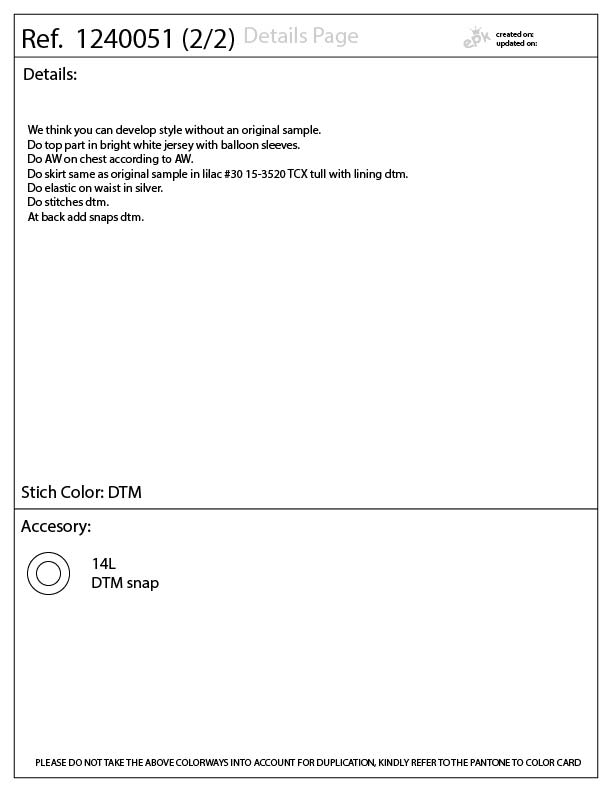 Ref. 1240051 (2/2) Details Page
epk
created on:
updated on:
Details:
We think you can develop style without an original sample.
Do top part in bright white jersey with balloon sleeves.
Do AW on chest according to AW.
Do skirt same as original sample in lilac #30 15-3520 TCX tull with lining dtm.
Do elastic on waist in silver.
Do stitches dtm.
At back add snaps dtm.
Stich Color: DTM
Accesory:
14L
DTM snap
PLEASE DO NOT TAKE THE ABOVE COLORWAYS INTO ACCOUNT FOR DUPLICATION, KINDLY REFER TO THE PANTONE TO COLOR CARD